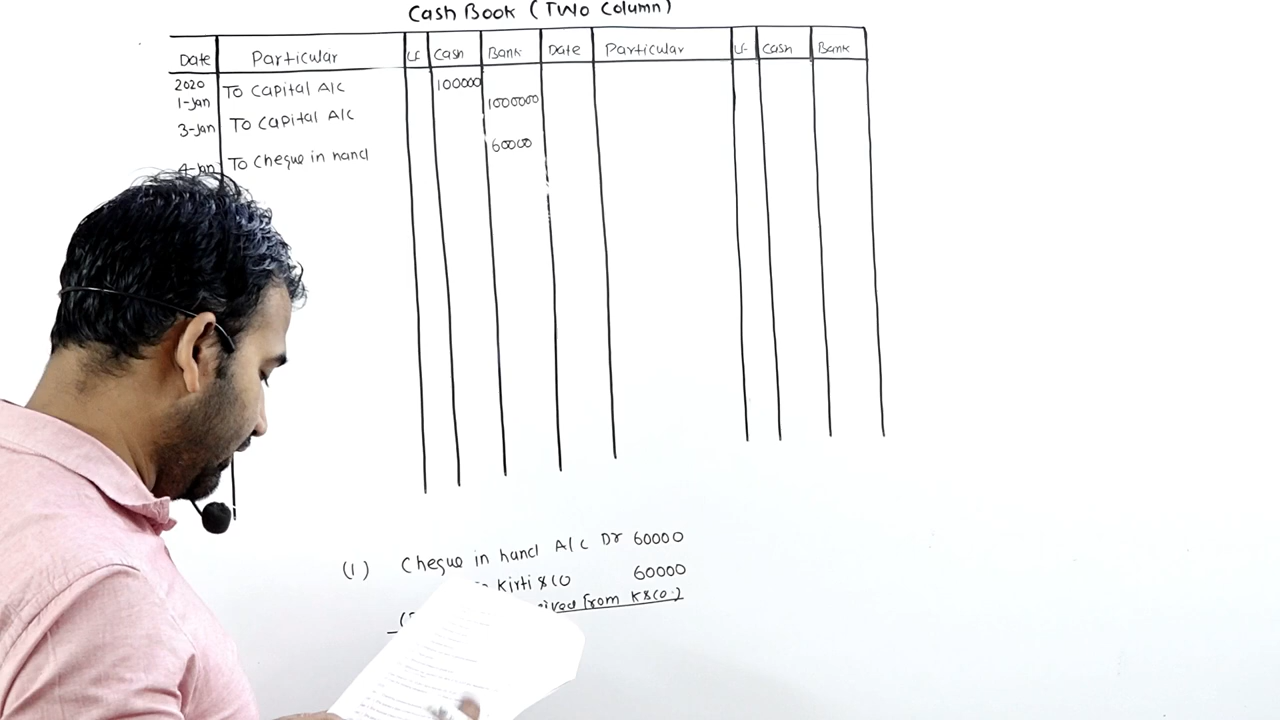 Cash Book (Two Column)
Date Particular LF Cash Bank Date Particular LF Cash Bank
2020
1-Jan To Capital A/c 100000
1000000
3-Jan To Capital A/c
60000
4-Jan To Cheque in hand
(1) Cheque in hand A/c Dr 60000
Kirti & Co 60000
from K & Co.)